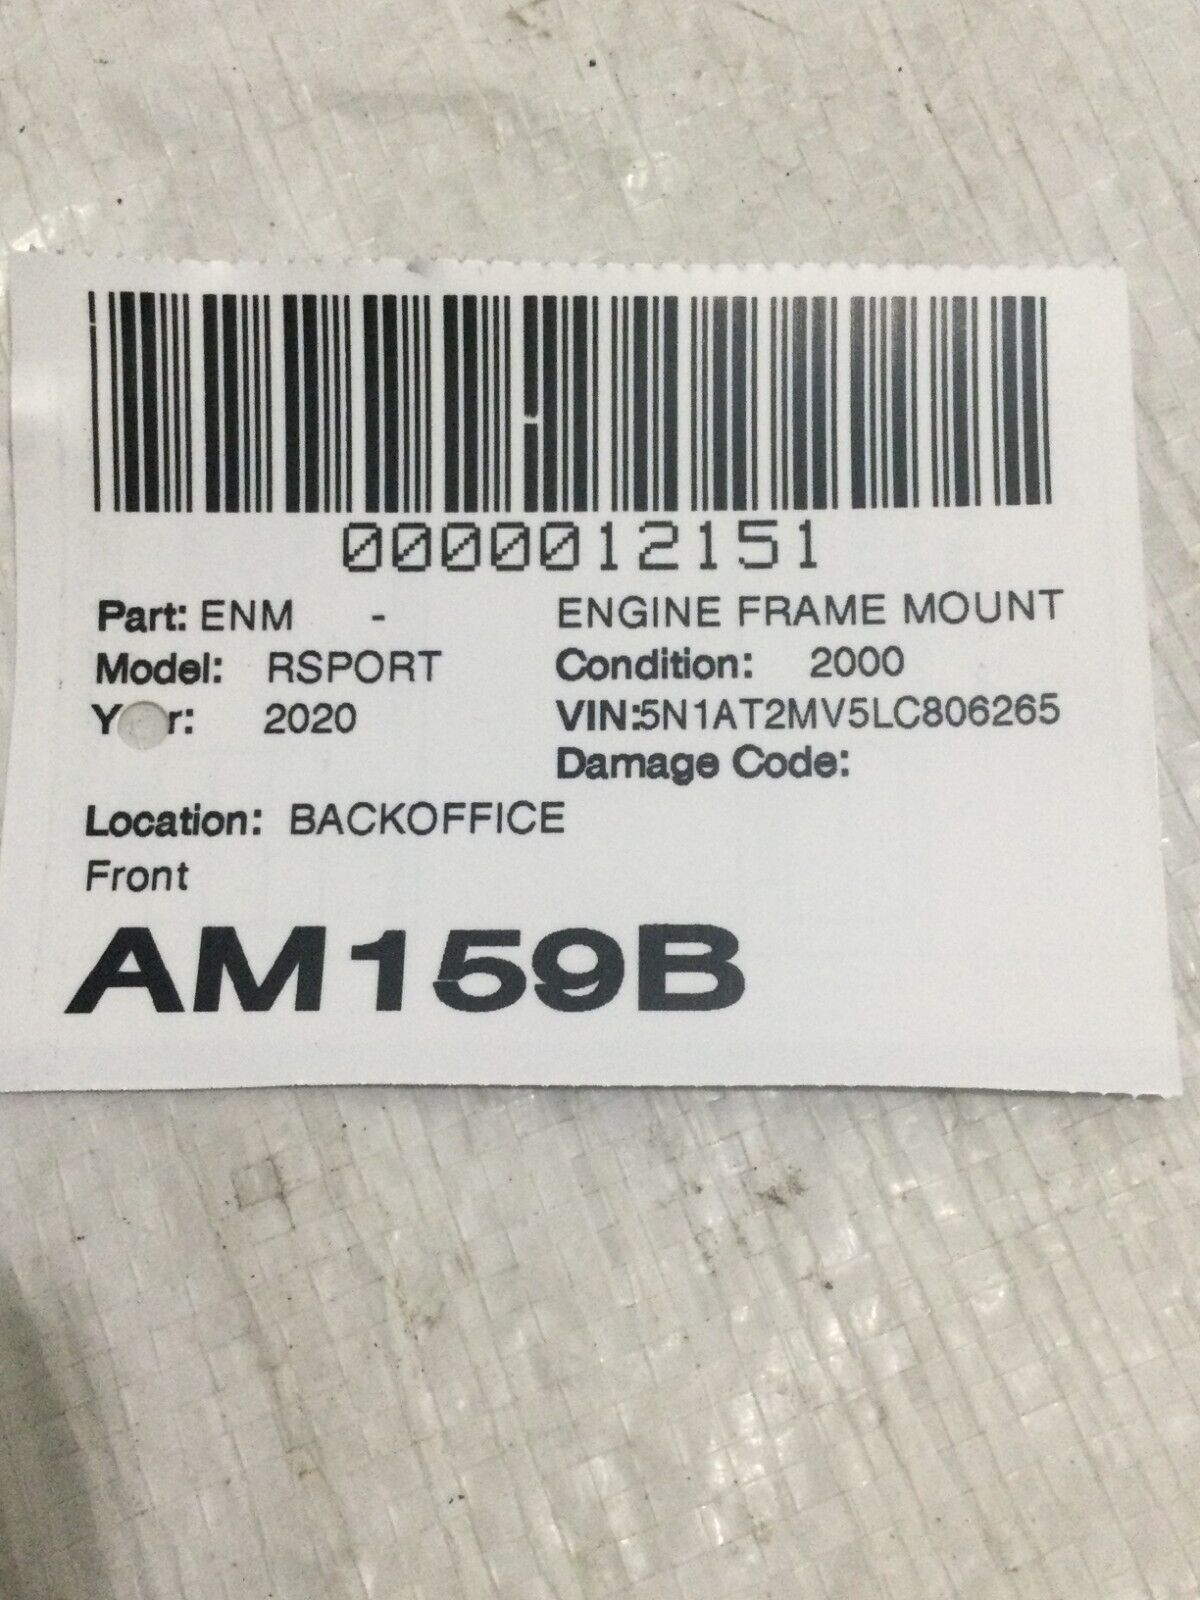 0000012151
Part: ENM - ENGINE FRAME MOUNT
Model: RSPORT Condition: 2000
Y r: 2020 VIN:5N1AT2MV5LC806265
Damage Code:
Location: BACKOFFICE
Front
AM159B